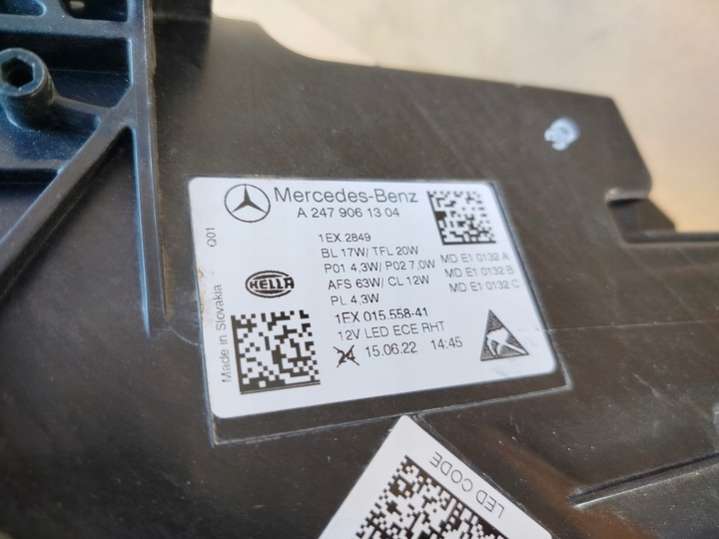 Mercedes-Benz
A 247 906 13 04
1EX 2849
BL 17W/ TFL 20W
P01 4,3W/ P02 7,0W
AFS 63W/ CL 12W
PL 4,3W
MD E1 0132 A
MD E1 0132 B
MD E1 0132 C
HELLA
1EX 015.558-41
12V LED ECE RHT
24 15.06.22 14:45
Made in Slovakia
Q01
LED CODE